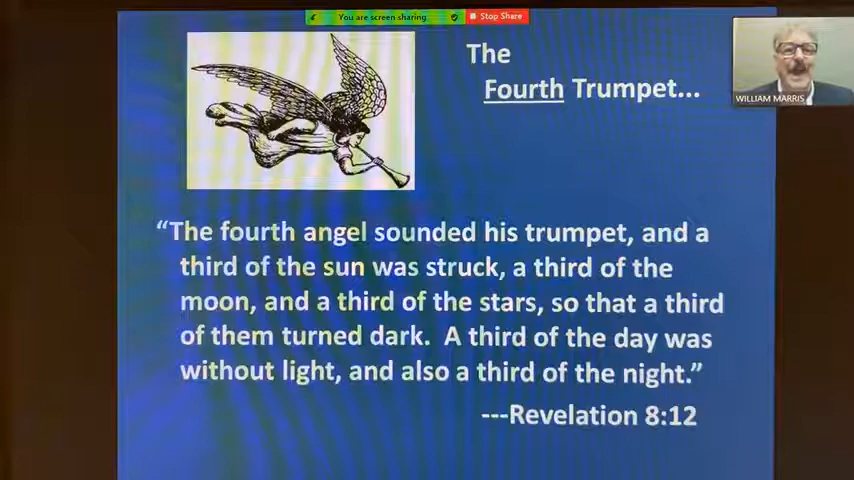 You are screen sharing
Stop Share
The
Fourth Trumpet...
WILLIAM MARRIS
“The fourth angel sounded his trumpet, and a
third of the sun was struck, a third of the
moon, and a third of the stars, so that a third
of them turned dark. A third of the day was
without light, and also a third of the night.”
---Revelation 8:12